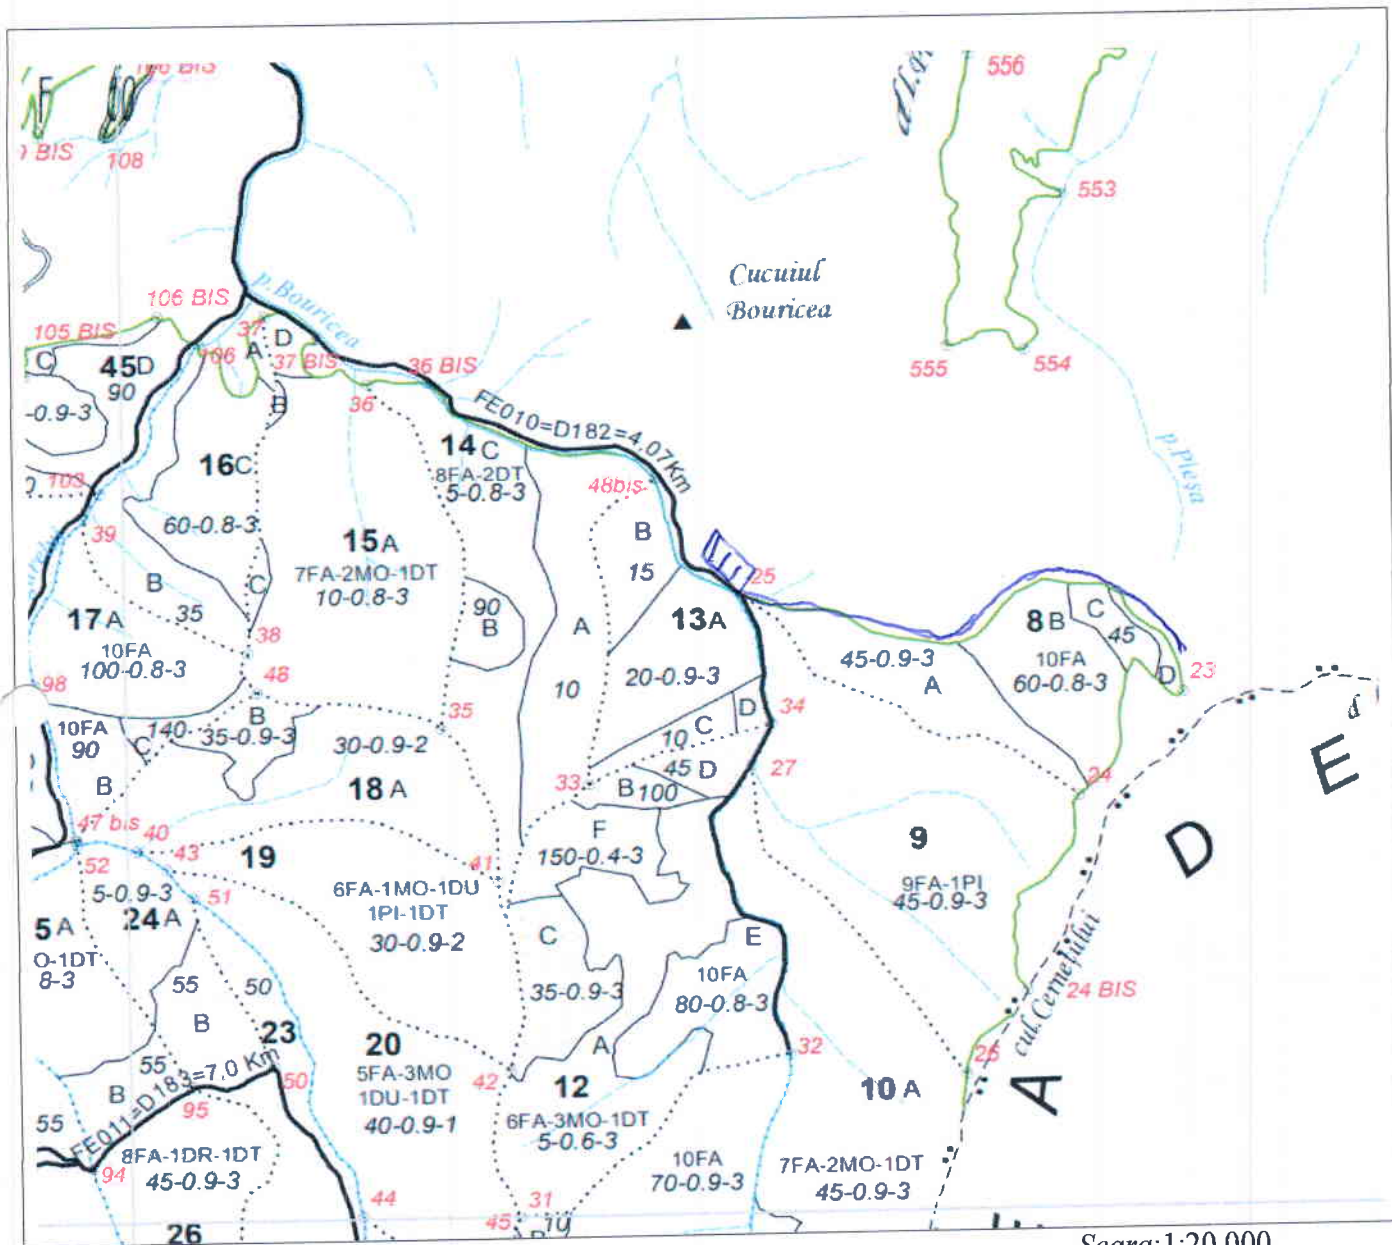 556
BIS
108
553
Cucuiul
Bouricea
p.Bouricea
106 BIS
105 BIS
37
D
A
106
37 BIS
36 BIS
555
554
C
45D
90
-0.9-3
B
36
FE010=D182=4.07Km
14 C
8FA-2DT
5-0.8-3
16C
48bis
p.Pleşa
103
39
60-0.8-3
15A
7FA-2MO-1DT
10-0.8-3
B
15
25
B
35
C
90
B
17A
10FA
100-0.8-3
38
A
13A
8B
C
45
10FA
60-0.8-3
D
23
45-0.9-3
A
98
48
10
20-0.9-3
10FA
90
C
140
B
35-0.9-3
35
30-0.9-2
D
C
10
34
d
E
B
18A
33
45 D
B 100
27
24
47 bis
40
43
19
41
F
150-0.4-3
9
D
52
5-0.9-3
51
6FA-1MO-1DU
1PI-1DT
30-0.9-2
9FA-1PI
45-0.9-3
5A
24A
O-1DT
8-3
C
35-0.9-3
E
10FA
80-0.8-3
cul.Cerneţului
24 BIS
55
B
50
23
20
5FA-3MO
1DU-1DT
40-0.9-1
42
A
12
6FA-3MO-1DT
5-0.6-3
32
26
10A
A
55
B
FE011=D183=7.0 Km
50
95
55
94
8FA-1DR-1DT
45-0.9-3
10FA
70-0.9-3
7FA-2MO-1DT
45-0.9-3
44
31
45
26
Scara:1:20.000